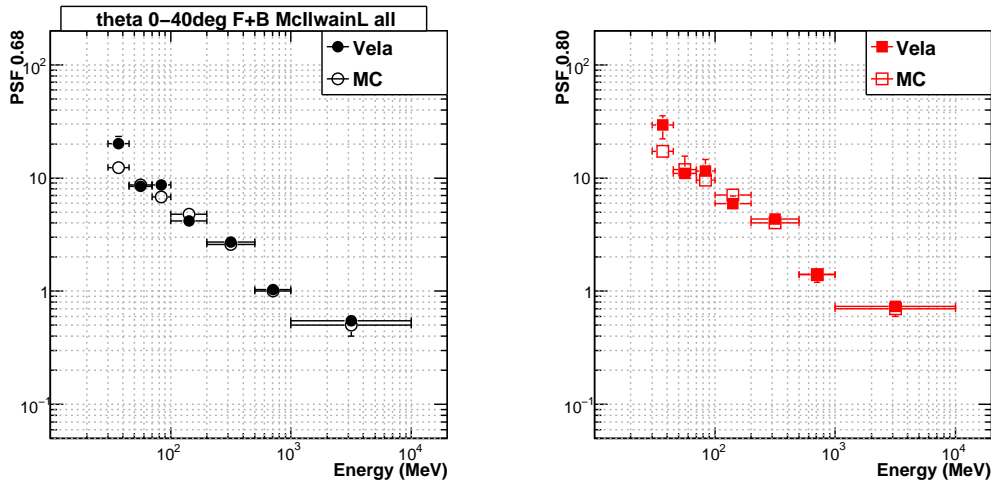 theta 0−40deg F+B McIlwainL all
PSF 0.68
Vela
MC
10²
10
1
10⁻¹
10² 10³ 10⁴
Energy (MeV)
PSF 0.80
Vela
MC
10²
10
1
10⁻¹
10² 10³ 10⁴
Energy (MeV)